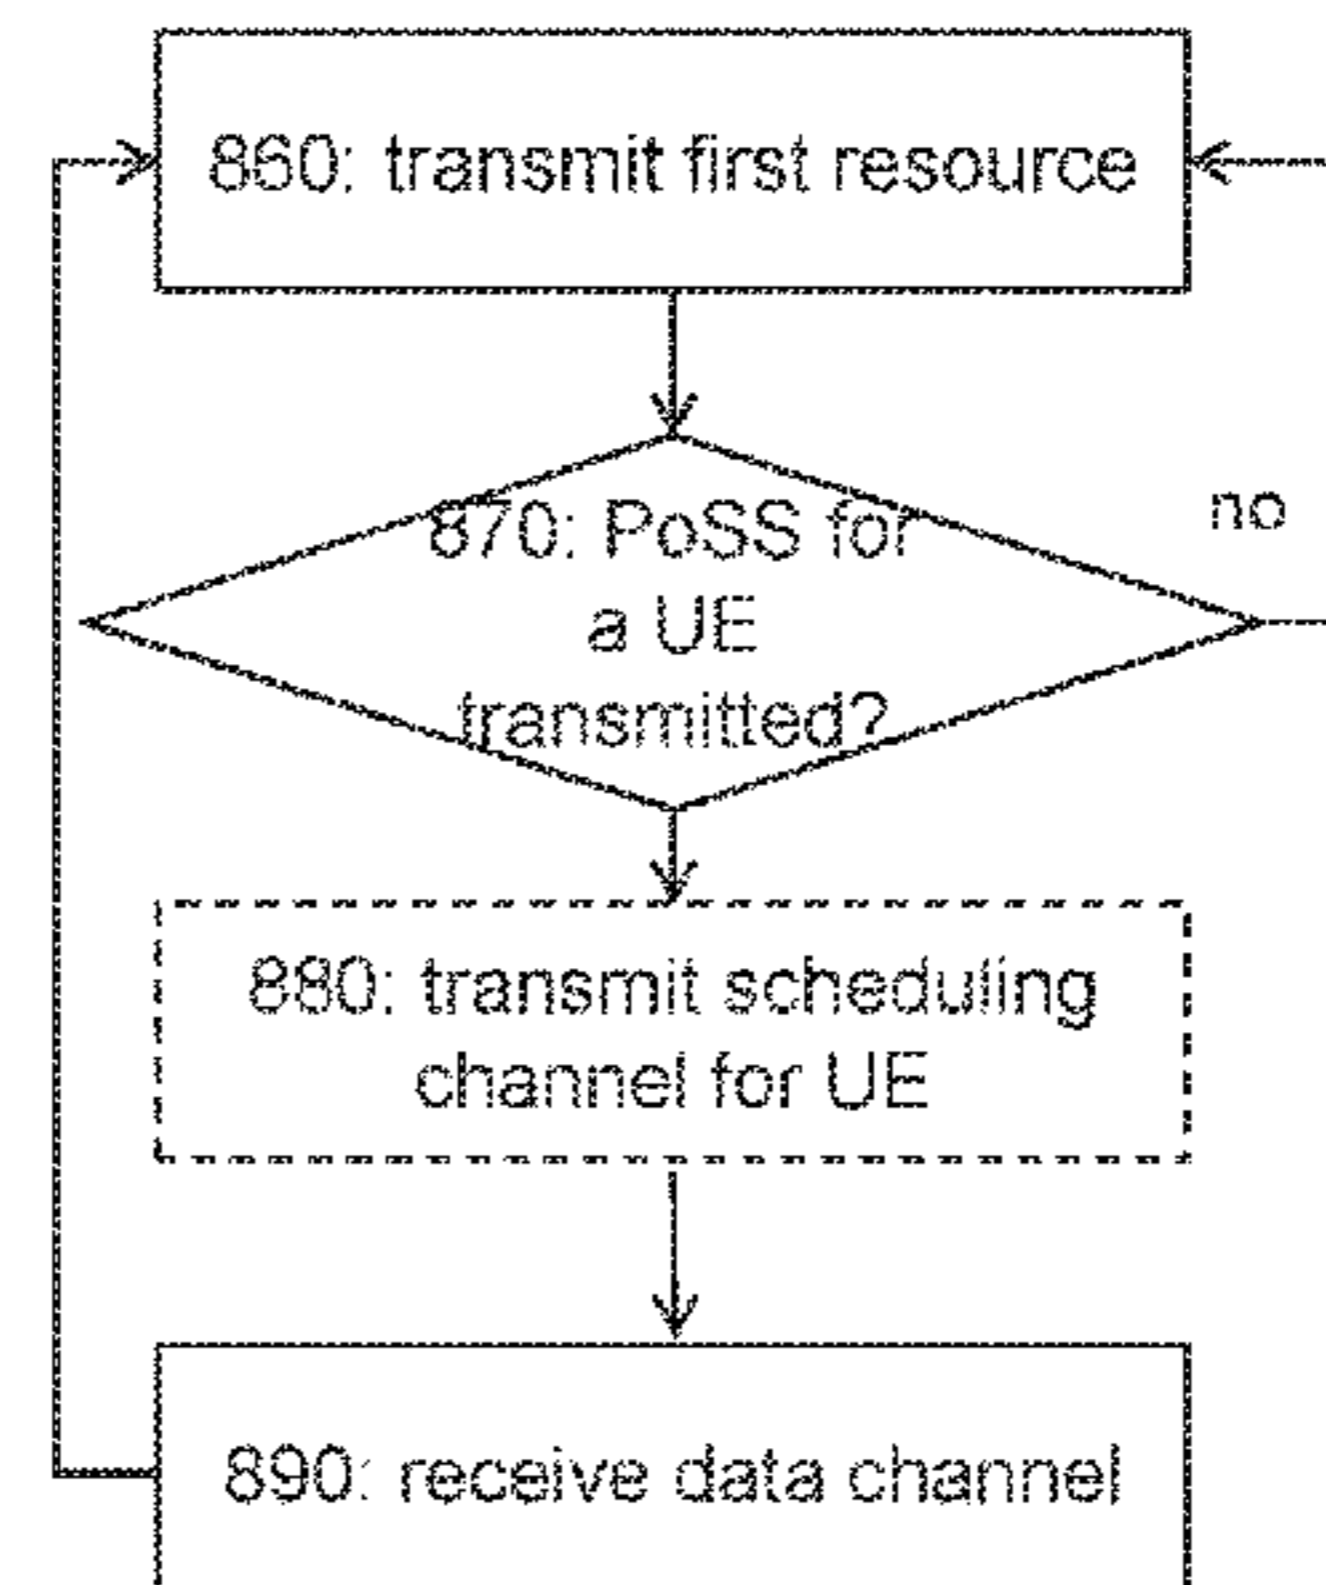 860: transmit first resource
870: PoSS for
a UE
transmitted?
no
880: transmit scheduling
channel for UE
890: receive data channel